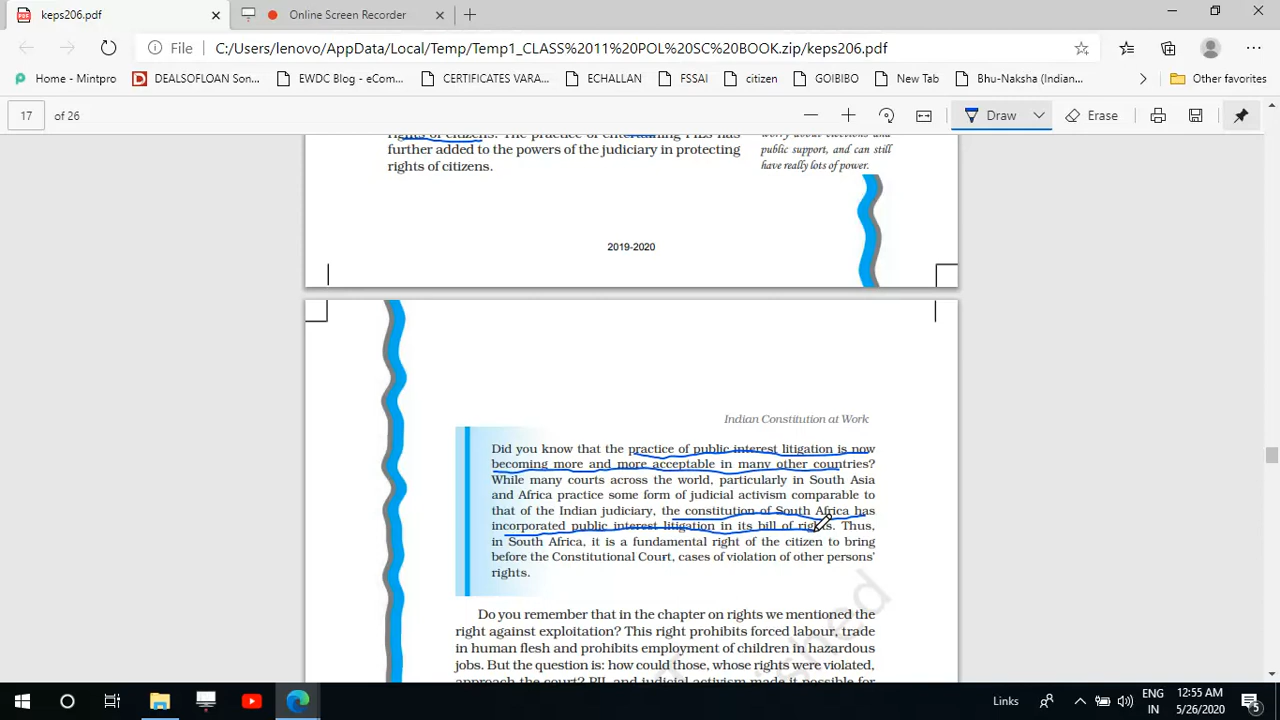 keps206.pdf
Online Screen Recorder
File
C:/Users/lenovo/AppData/Local/Temp/Temp1_CLASS%2011%20POL%20SC%20BOOK.zip/keps206.pdf
Home - Mintpro
DEALSOFLOAN Son...
EWDC Blog - eCom...
CERTIFICATES VARA...
ECHALLAN
FSSAI
citizen
GOIBIBO
New Tab
Bhu-Naksha (Indian...
Other favorites
17 of 26
Draw
Erase
rights of citizens. The practice of entertaining PILs has
further added to the powers of the judiciary in protecting
rights of citizens.
worry about elections and
public support, and can still
have really lots of power.
2019-2020
Indian Constitution at Work
Did you know that the practice of public interest litigation is now
becoming more and more acceptable in many other countries?
While many courts across the world, particularly in South Asia
and Africa practice some form of judicial activism comparable to
that of the Indian judiciary, the constitution of South Africa has
incorporated public interest litigation in its bill of rights. Thus,
in South Africa, it is a fundamental right of the citizen to bring
before the Constitutional Court, cases of violation of other persons'
rights.
Do you remember that in the chapter on rights we mentioned the
right against exploitation? This right prohibits forced labour, trade
in human flesh and prohibits employment of children in hazardous
jobs. But the question is: how could those, whose rights were violated,
approach the court? PIL and judicial activism made it possible for
Links
ENG
IN
12:55 AM
5/26/2020
5